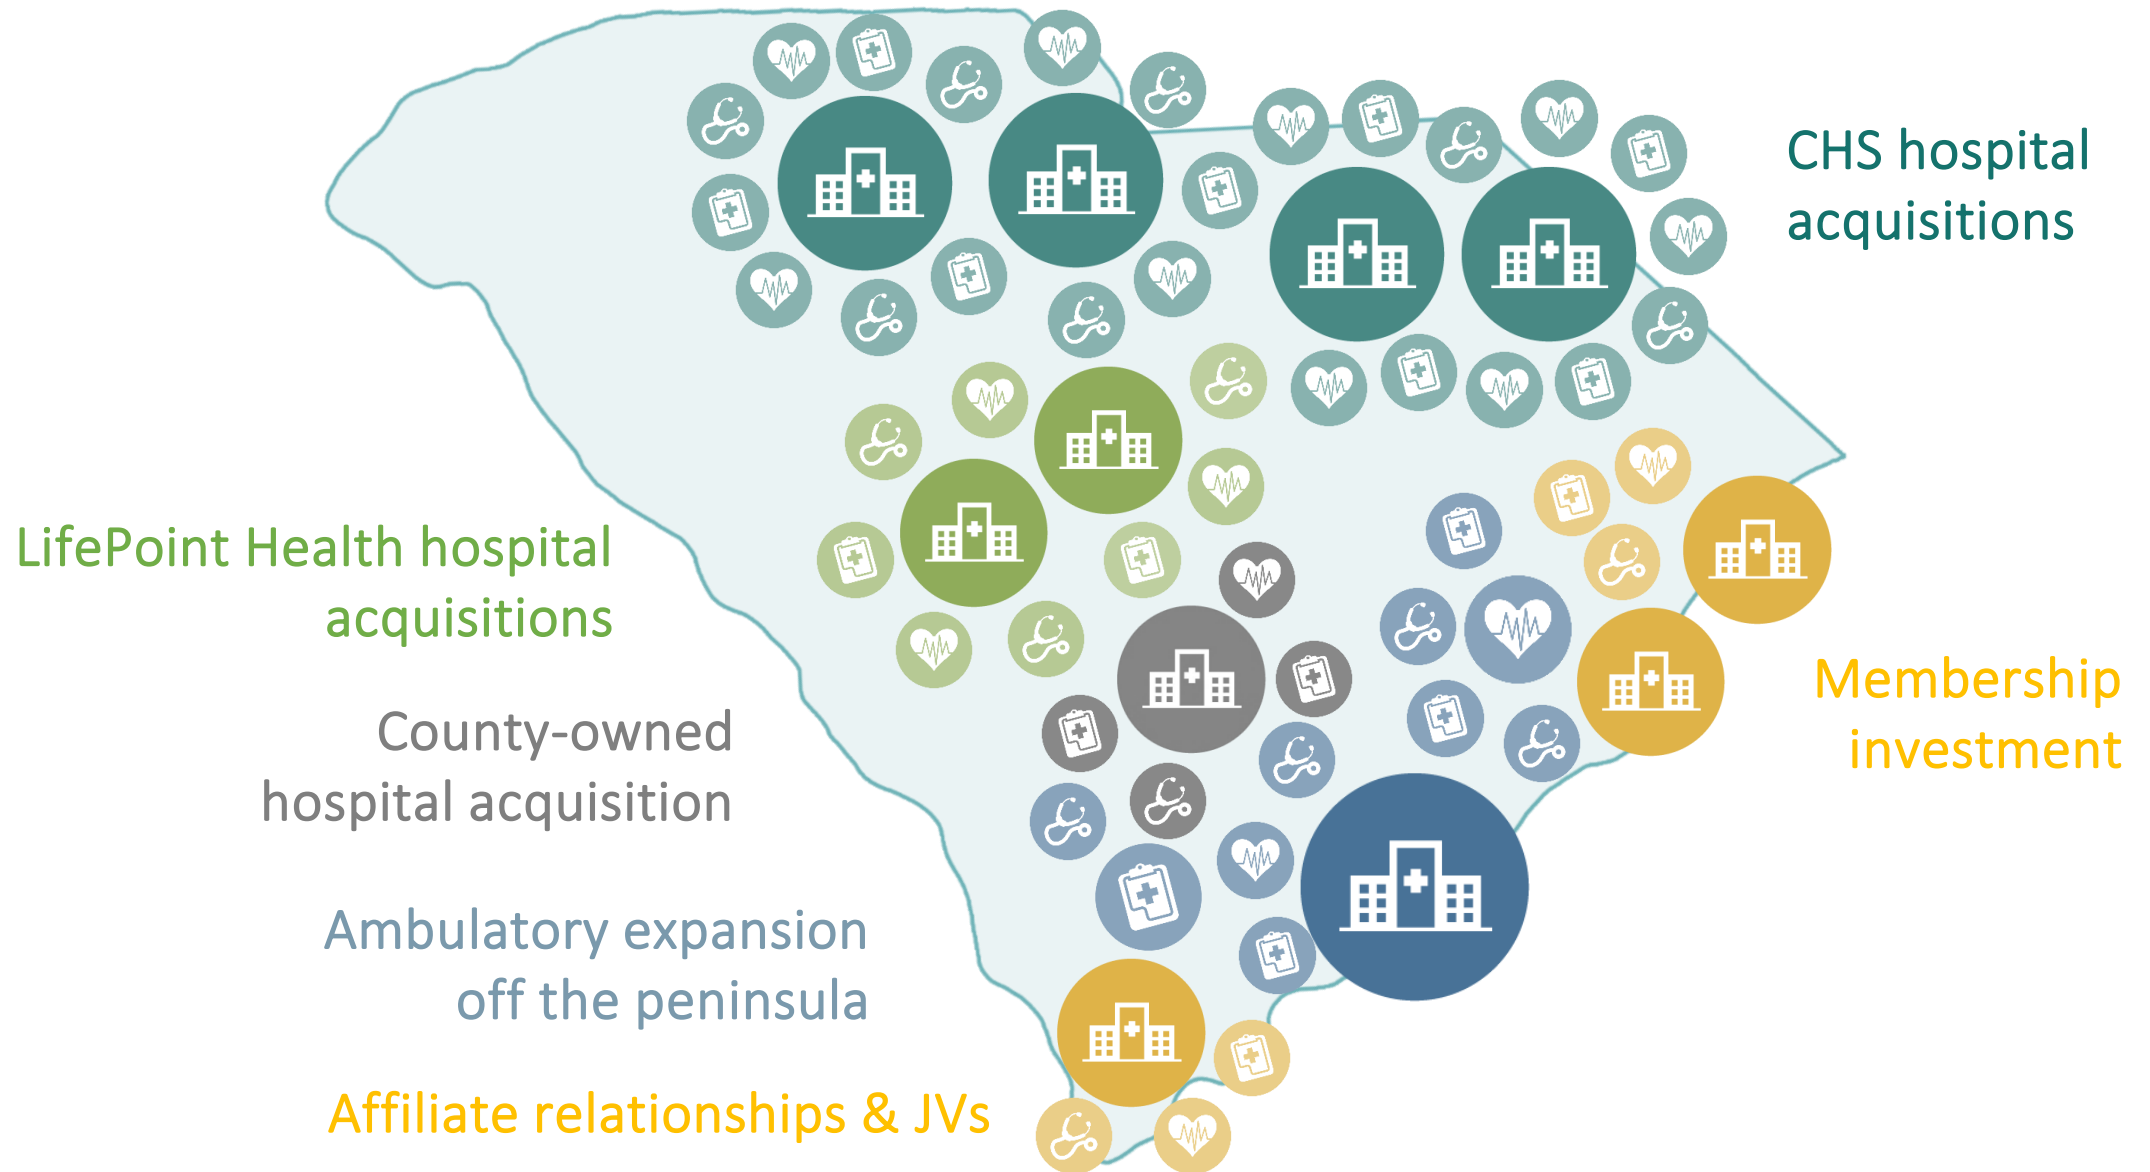 CHS hospital
acquisitions
LifePoint Health hospital
acquisitions
County-owned
hospital acquisition
Membership
investment
Ambulatory expansion
off the peninsula
Affiliate relationships & JVs